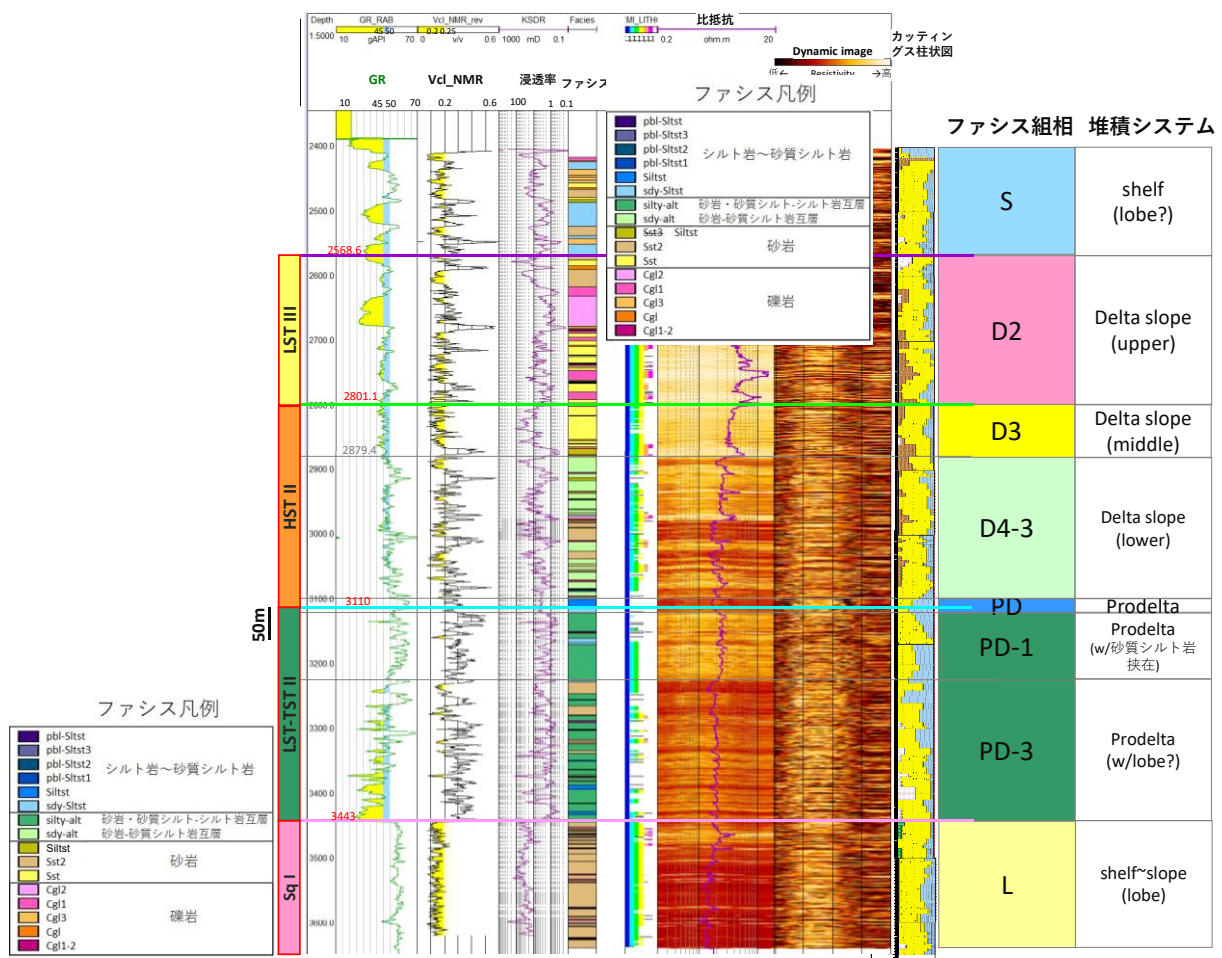 Depth
GR_RAB
Vcl_NMR_rev
KSDR
Facies
比抵抗
1:5000
10 gAPI 70
45 50
0 v/v 0.6
0.2 0.25
1000 mD 0.1
0.2 ohm.m 20
Dynamic image
カッティングス柱状図
Resistivity
低← →高
GR
Vcl_NMR
浸透率
ファシス
10 45 50 70
0.2 0.6
100 1 0.1
ファシス凡例
pbl-Sltst
pbl-Sltst3
pbl-Sltst2
pbl-Sltst1
Siltst
sdy-Sltst
シルト岩～砂質シルト岩
silty-alt 砂岩・砂質シルト-シルト岩互層
sdy-alt 砂岩-砂質シルト岩互層
Sst3 Siltst
Sst2
Sst
砂岩
Cgl2
Cgl1
Cgl3
Cgl
Cgl1-2
礫岩
ファシス組相
堆積システム
S
shelf
(lobe?)
D2
Delta slope
(upper)
D3
Delta slope
(middle)
D4-3
Delta slope
(lower)
PD
Prodelta
PD-1
Prodelta
(w/砂質シルト岩
挟在)
PD-3
Prodelta
(w/lobe?)
L
shelf~slope
(lobe)
2400.0
2500.0
2568.6
2600.0
2700.0
2801.1
2879.4
2900.0
3000.0
3100.0
3110
3200.0
3300.0
3400.0
3443
3500.0
3600.0
LST III
HST II
LST-TST II
Sq I
50m
ファシス凡例
pbl-Sltst
pbl-Sltst3
pbl-Sltst2
pbl-Sltst1
Siltst
sdy-Sltst
シルト岩～砂質シルト岩
silty-alt 砂岩・砂質シルト-シルト岩互層
sdy-alt 砂岩-砂質シルト岩互層
Siltst
Sst2
Sst
砂岩
Cgl2
Cgl1
Cgl3
Cgl
Cgl1-2
礫岩